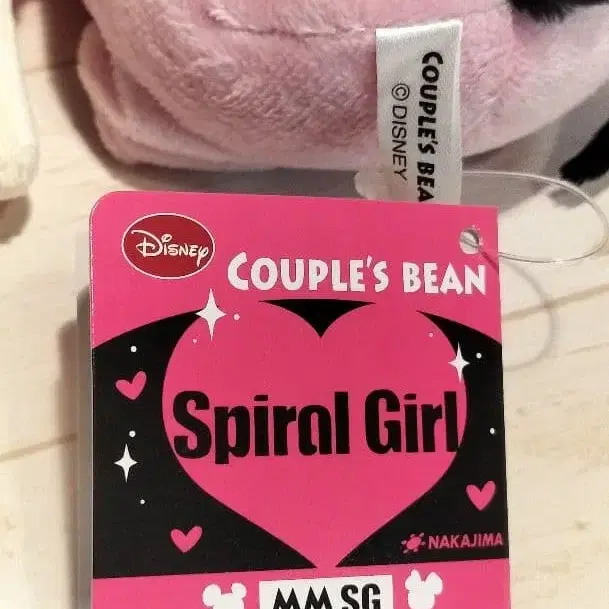 COUPLE'S BEA
©DISNEY
Disney
COUPLE'S BEAN
Spiral Girl
NAKAJIMA
MM SG